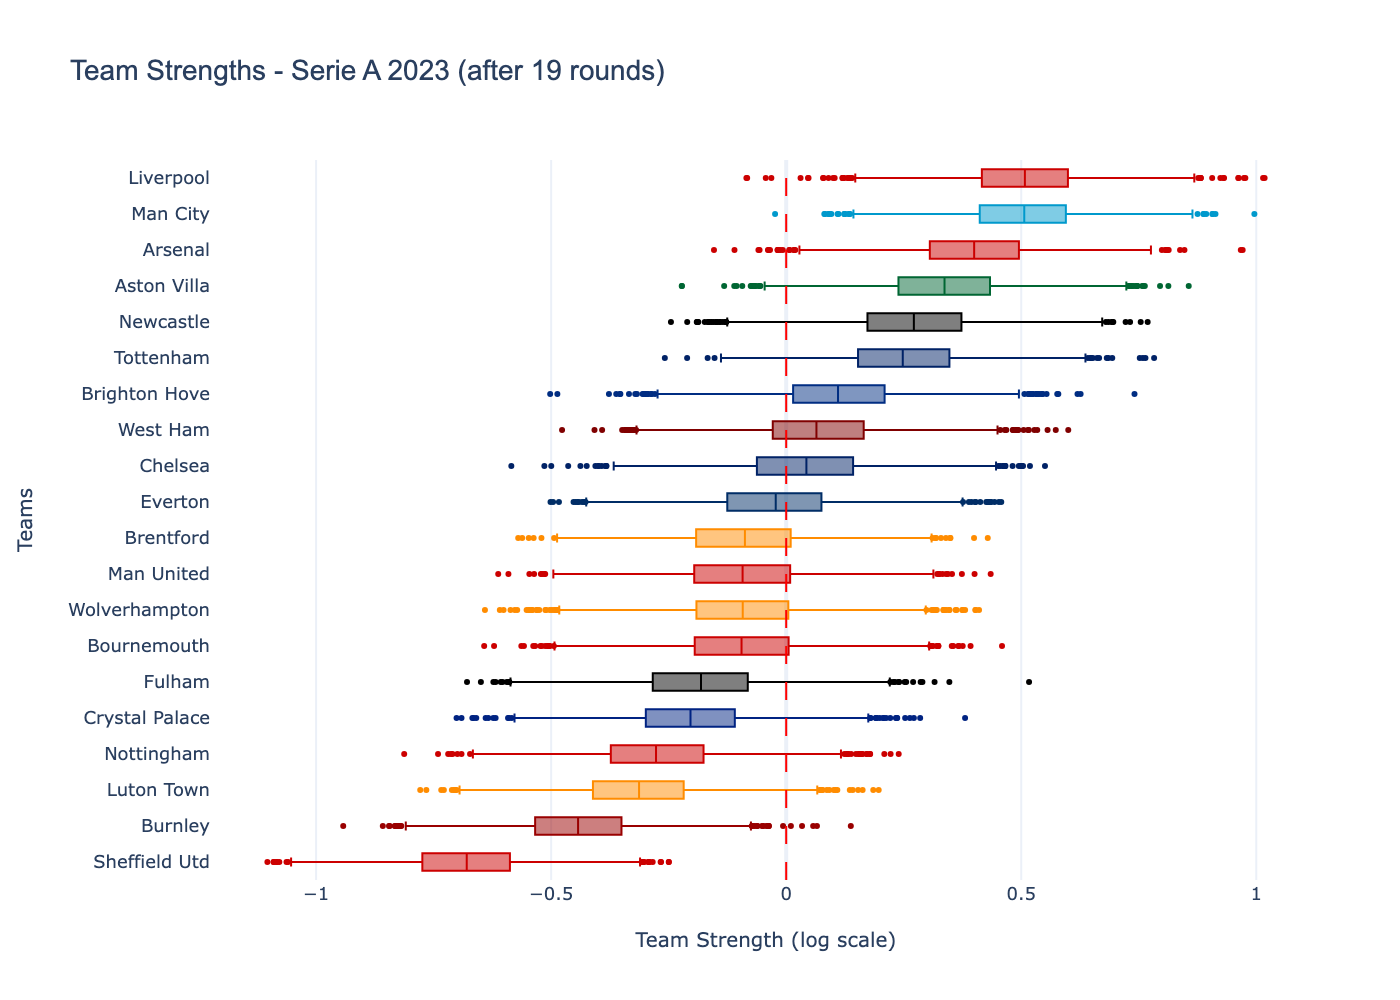 Team Strengths - Serie A 2023 (after 19 rounds)
Liverpool
Man City
Arsenal
Aston Villa
Newcastle
Tottenham
Brighton Hove
West Ham
Chelsea
Everton
Brentford
Man United
Wolverhampton
Bournemouth
Fulham
Crystal Palace
Nottingham
Luton Town
Burnley
Sheffield Utd
Teams
−1 −0.5 0 0.5 1
Team Strength (log scale)